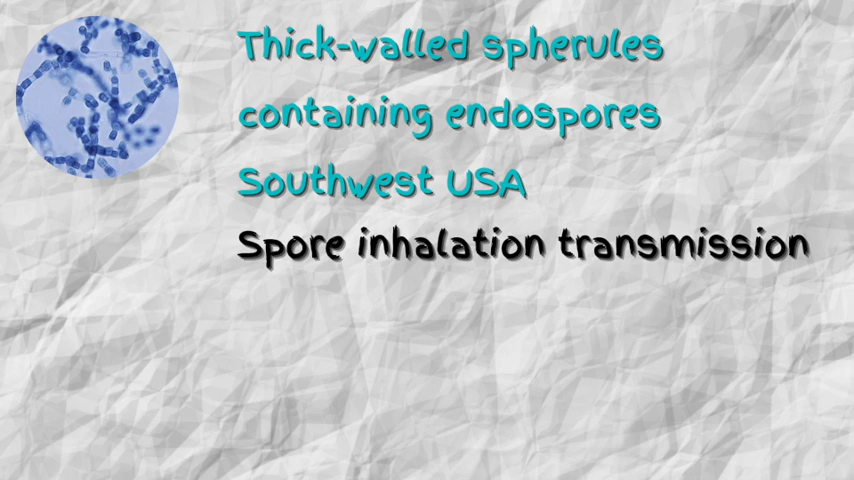 Thick-walled spherules
containing endospores
Southwest USA
Spore inhalation transmission